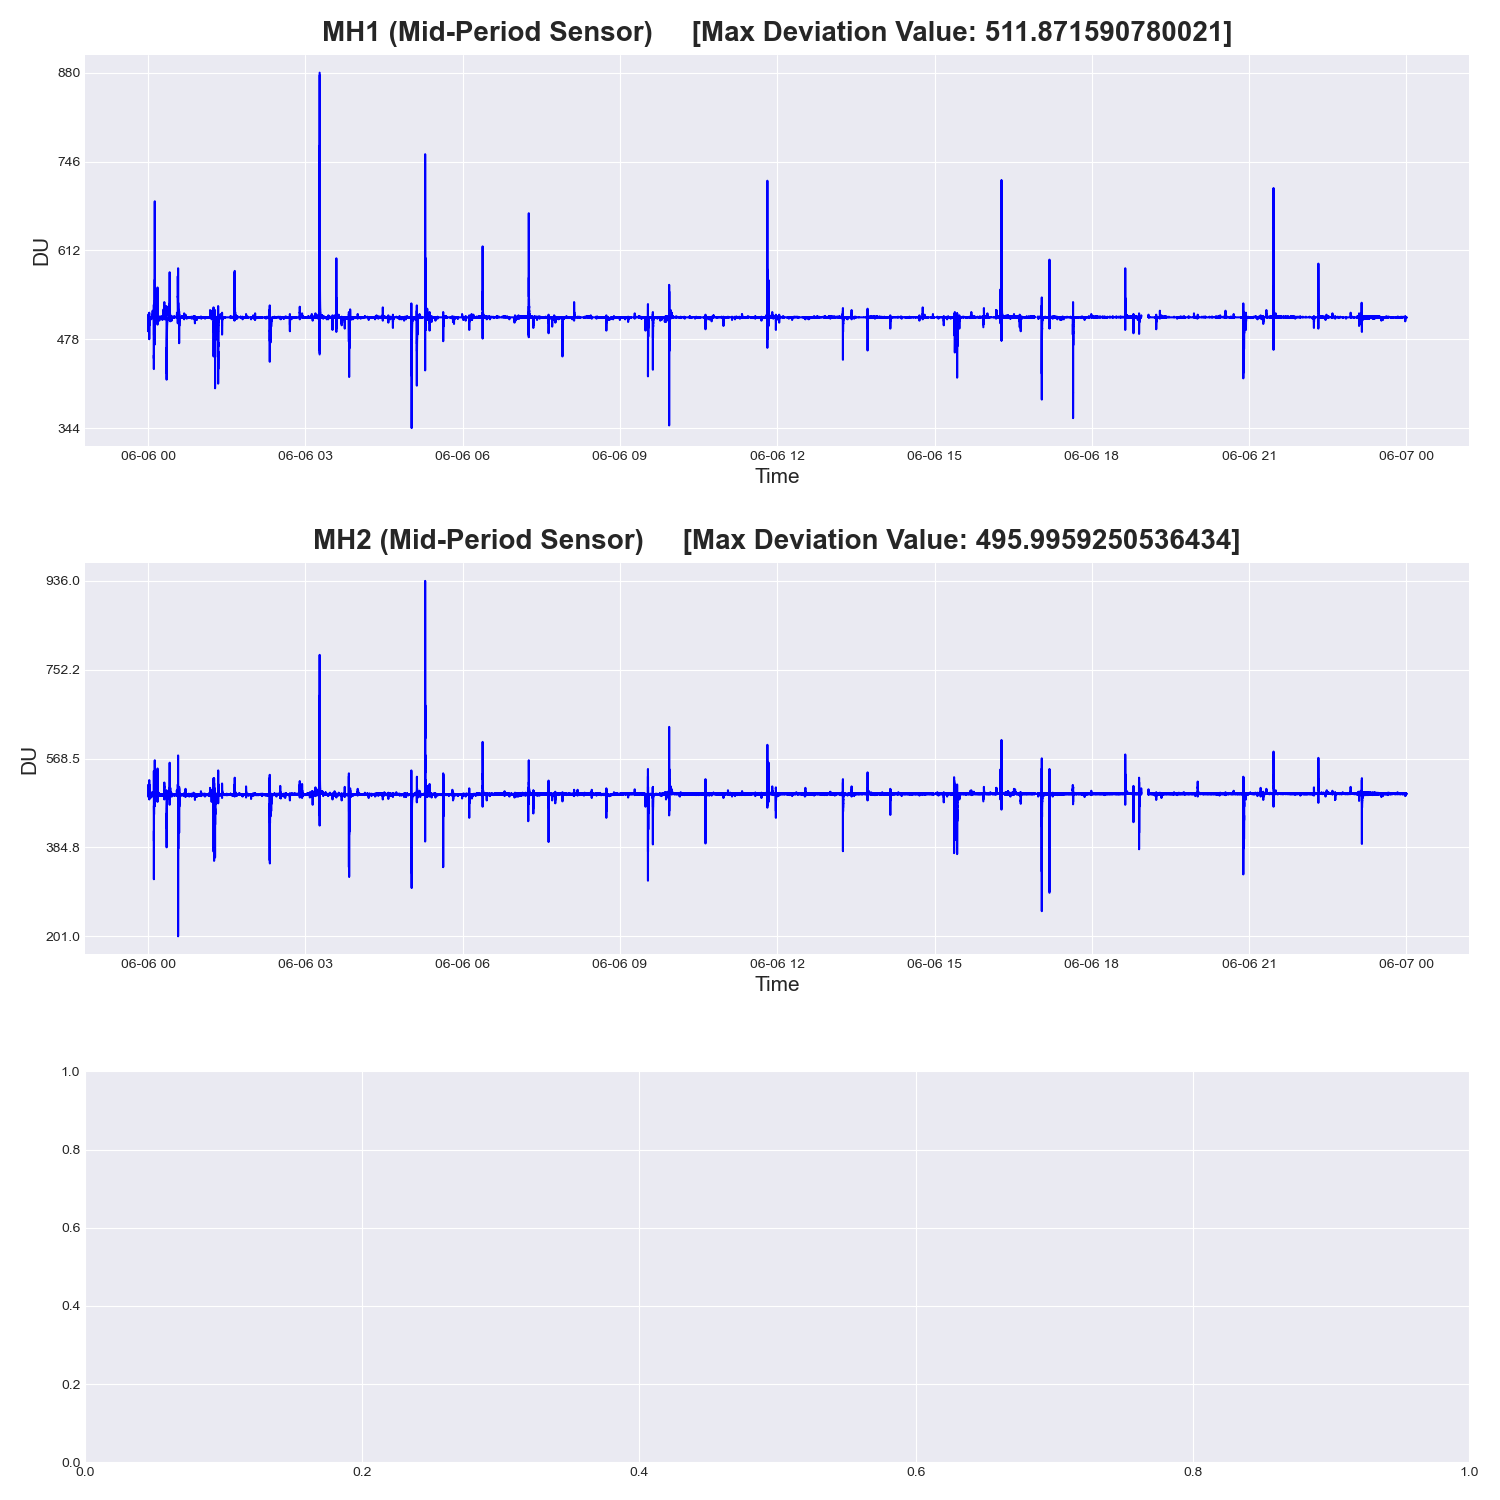 MH1 (Mid-Period Sensor) [Max Deviation Value: 511.871590780021]
880
746
612
478
344
DU
06-06 00 06-06 03 06-06 06 06-06 09 06-06 12 06-06 15 06-06 18 06-06 21 06-07 00
Time
MH2 (Mid-Period Sensor) [Max Deviation Value: 495.9959250536434]
936.0
752.2
568.5
384.8
201.0
DU
06-06 00 06-06 03 06-06 06 06-06 09 06-06 12 06-06 15 06-06 18 06-06 21 06-07 00
Time
1.0
0.8
0.6
0.4
0.2
0.0
0.0 0.2 0.4 0.6 0.8 1.0